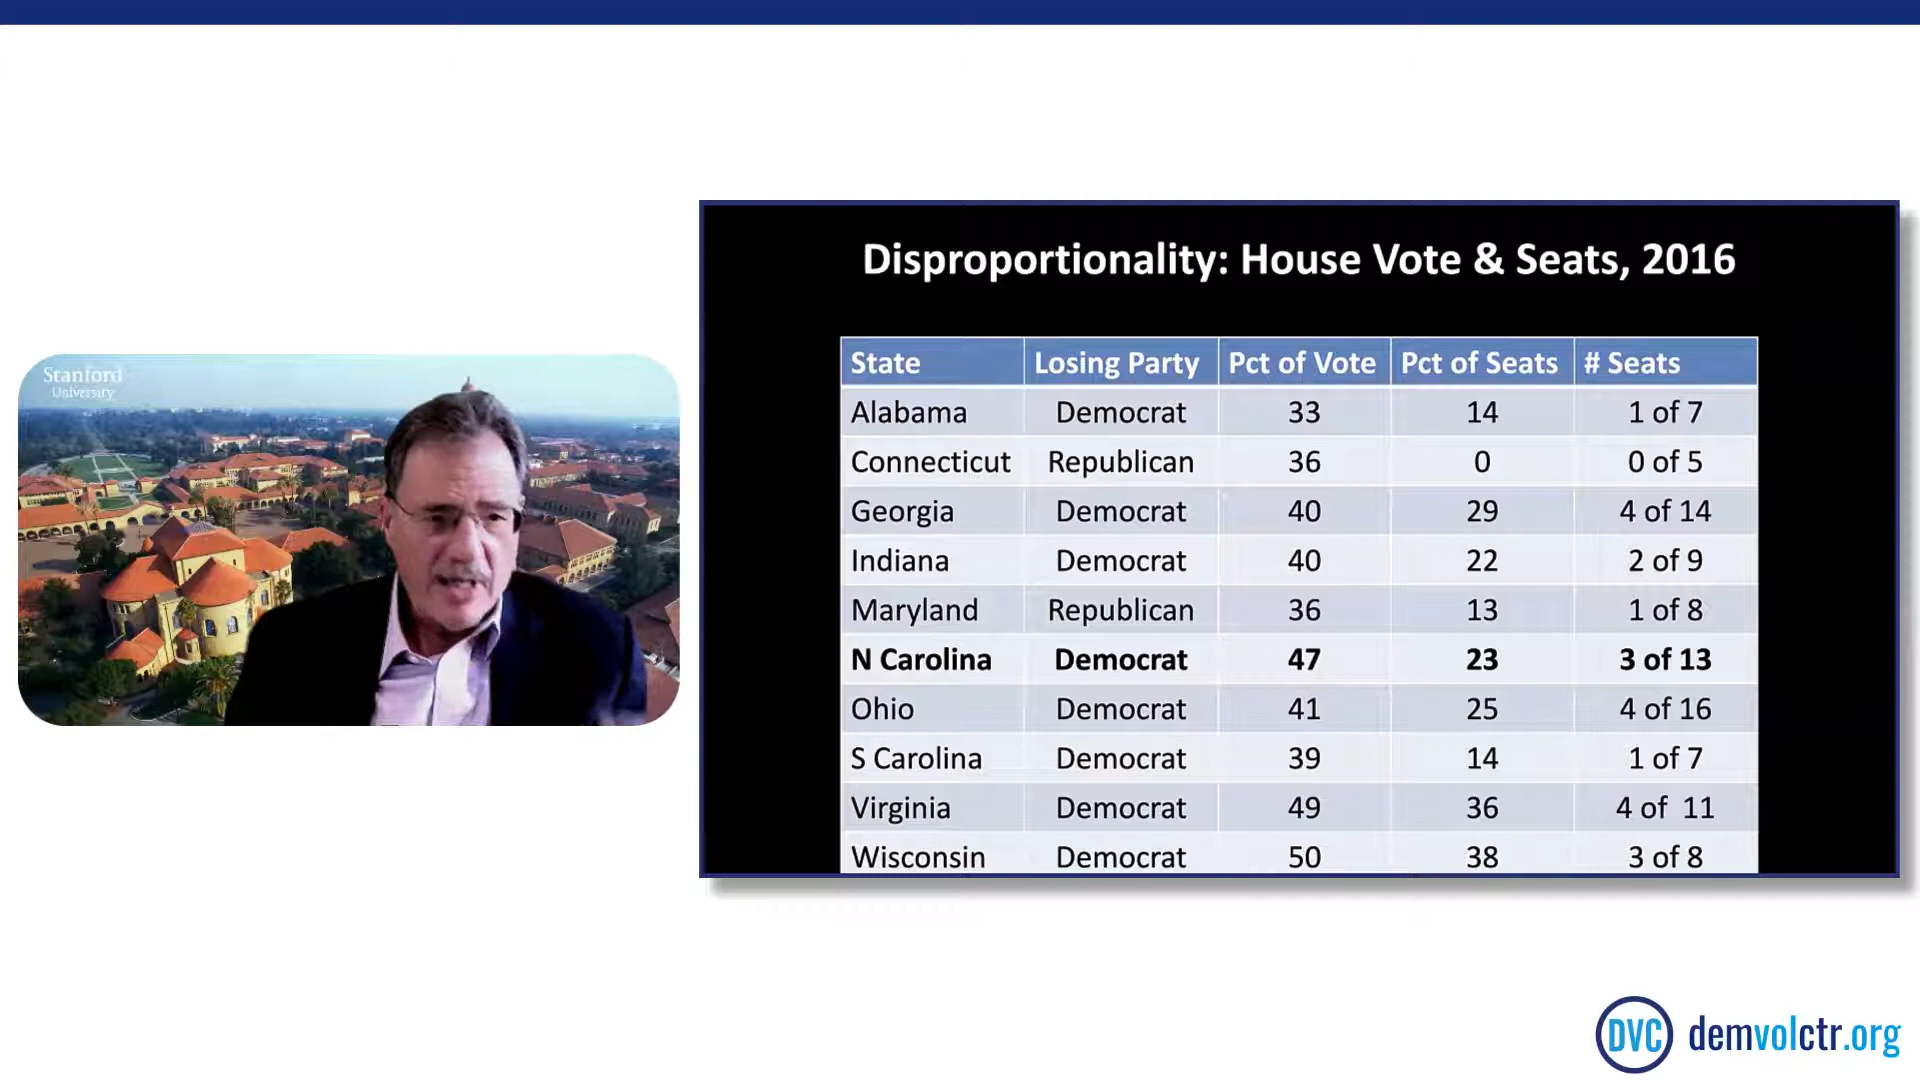 Stanford
University
Disproportionality: House Vote & Seats, 2016
State Losing Party Pct of Vote Pct of Seats # Seats
Alabama Democrat 33 14 1 of 7
Connecticut Republican 36 0 0 of 5
Georgia Democrat 40 29 4 of 14
Indiana Democrat 40 22 2 of 9
Maryland Republican 36 13 1 of 8
N Carolina Democrat 47 23 3 of 13
Ohio Democrat 41 25 4 of 16
S Carolina Democrat 39 14 1 of 7
Virginia Democrat 49 36 4 of 11
Wisconsin Democrat 50 38 3 of 8
DVC demvolctr.org